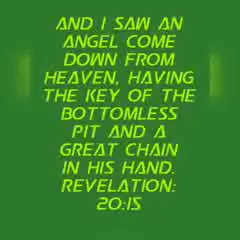 AND I SAW AN
ANGEL COME
DOWN FROM
HEAVEN, HAVING
THE KEY OF THE
BOTTOMLESS
PIT AND A
GREAT CHAIN
IN HIS HAND.
REVELATION:
20:15